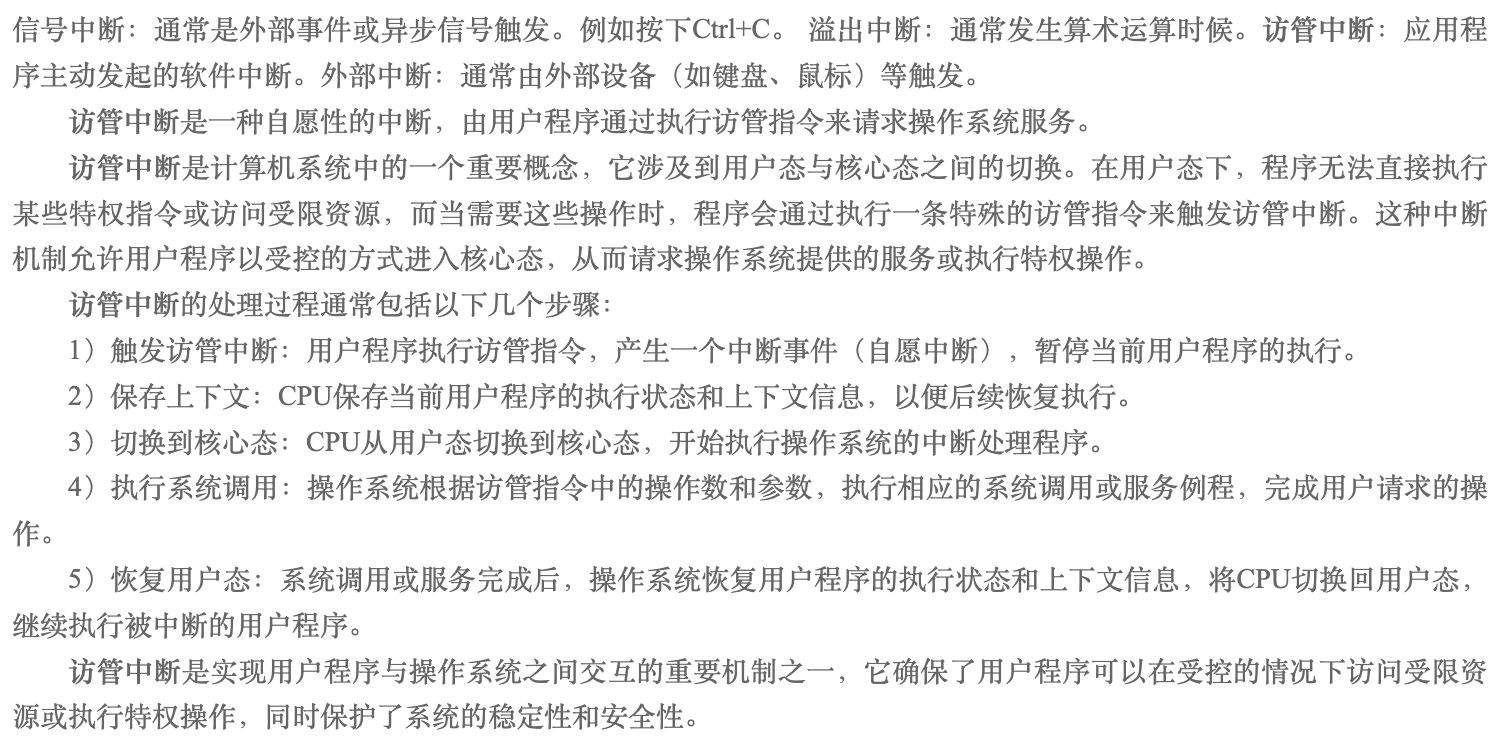 信号中断：通常是外部事件或异步信号触发。例如按下Ctrl+C。 溢出中断：通常发生算术运算时候。访管中断：应用程
序主动发起的软件中断。外部中断：通常由外部设备（如键盘、鼠标）等触发。
访管中断是一种自愿性的中断，由用户程序通过执行访管指令来请求操作系统服务。
访管中断是计算机系统中的一个重要概念，它涉及到用户态与核心态之间的切换。在用户态下，程序无法直接执行
某些特权指令或访问受限资源，而当需要这些操作时，程序会通过执行一条特殊的访管指令来触发访管中断。这种中断
机制允许用户程序以受控的方式进入核心态，从而请求操作系统提供的服务或执行特权操作。
访管中断的处理过程通常包括以下几个步骤：
1）触发访管中断：用户程序执行访管指令，产生一个中断事件（自愿中断），暂停当前用户程序的执行。
2）保存上下文：CPU保存当前用户程序的执行状态和上下文信息，以便后续恢复执行。
3）切换到核心态：CPU从用户态切换到核心态，开始执行操作系统的中断处理程序。
4）执行系统调用：操作系统根据访管指令中的操作数和参数，执行相应的系统调用或服务例程，完成用户请求的操
作。
5）恢复用户态：系统调用或服务完成后，操作系统恢复用户程序的执行状态和上下文信息，将CPU切换回用户态，
继续执行被中断的用户程序。
访管中断是实现用户程序与操作系统之间交互的重要机制之一，它确保了用户程序可以在受控的情况下访问受限资
源或执行特权操作，同时保护了系统的稳定性和安全性。